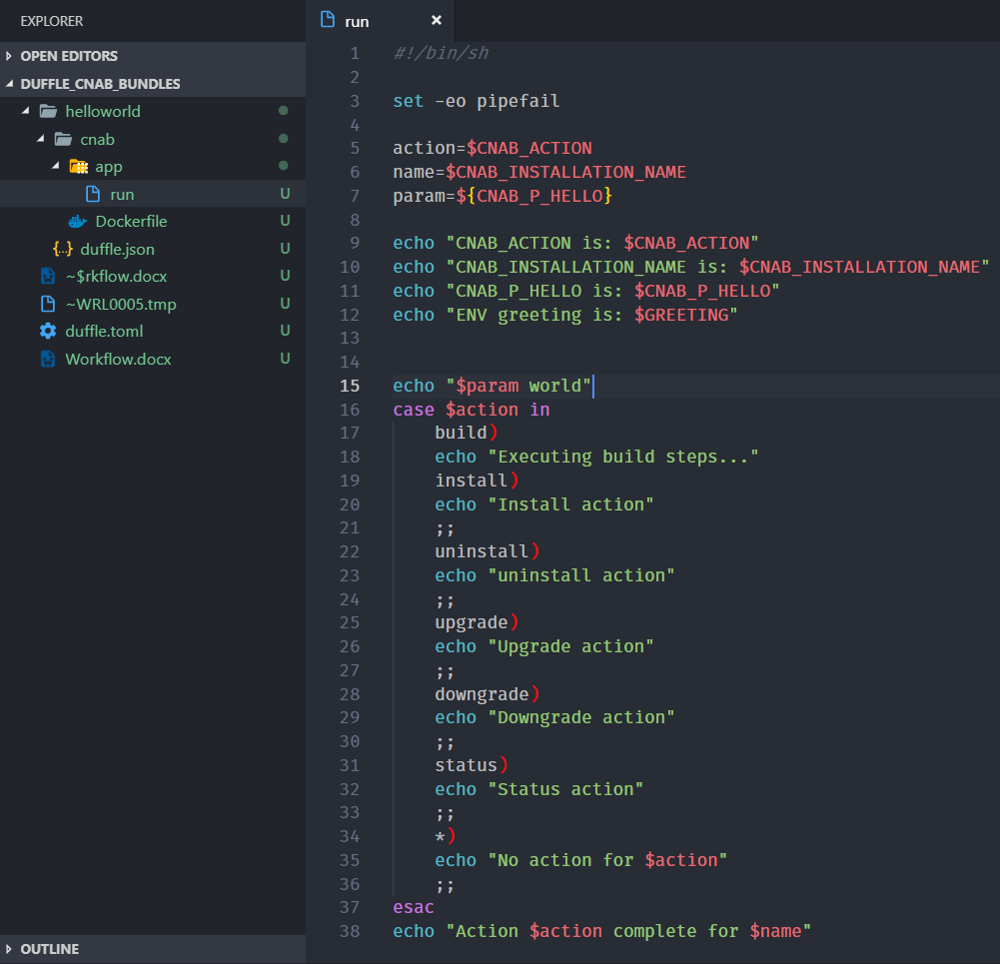 EXPLORER
OPEN EDITORS
DUFFLE_CNAB_BUNDLES
helloworld
cnab
app
run U
Dockerfile U
duffle.json U
~$rkflow.docx U
~WRL0005.tmp U
duffle.toml U
Workflow.docx U
OUTLINE
run
1 #!/bin/sh
2
3 set -eo pipefail
4
5 action=$CNAB_ACTION
6 name=$CNAB_INSTALLATION_NAME
7 param=${CNAB_P_HELLO}
8
9 echo "CNAB_ACTION is: $CNAB_ACTION"
10 echo "CNAB_INSTALLATION_NAME is: $CNAB_INSTALLATION_NAME"
11 echo "CNAB_P_HELLO is: $CNAB_P_HELLO"
12 echo "ENV greeting is: $GREETING"
13
14
15 echo "$param world"
16 case $action in
17     build)
18     echo "Executing build steps..."
19     install)
20     echo "Install action"
21     ;;
22     uninstall)
23     echo "uninstall action"
24     ;;
25     upgrade)
26     echo "Upgrade action"
27     ;;
28     downgrade)
29     echo "Downgrade action"
30     ;;
31     status)
32     echo "Status action"
33     ;;
34     *)
35     echo "No action for $action"
36     ;;
37 esac
38 echo "Action $action complete for $name"